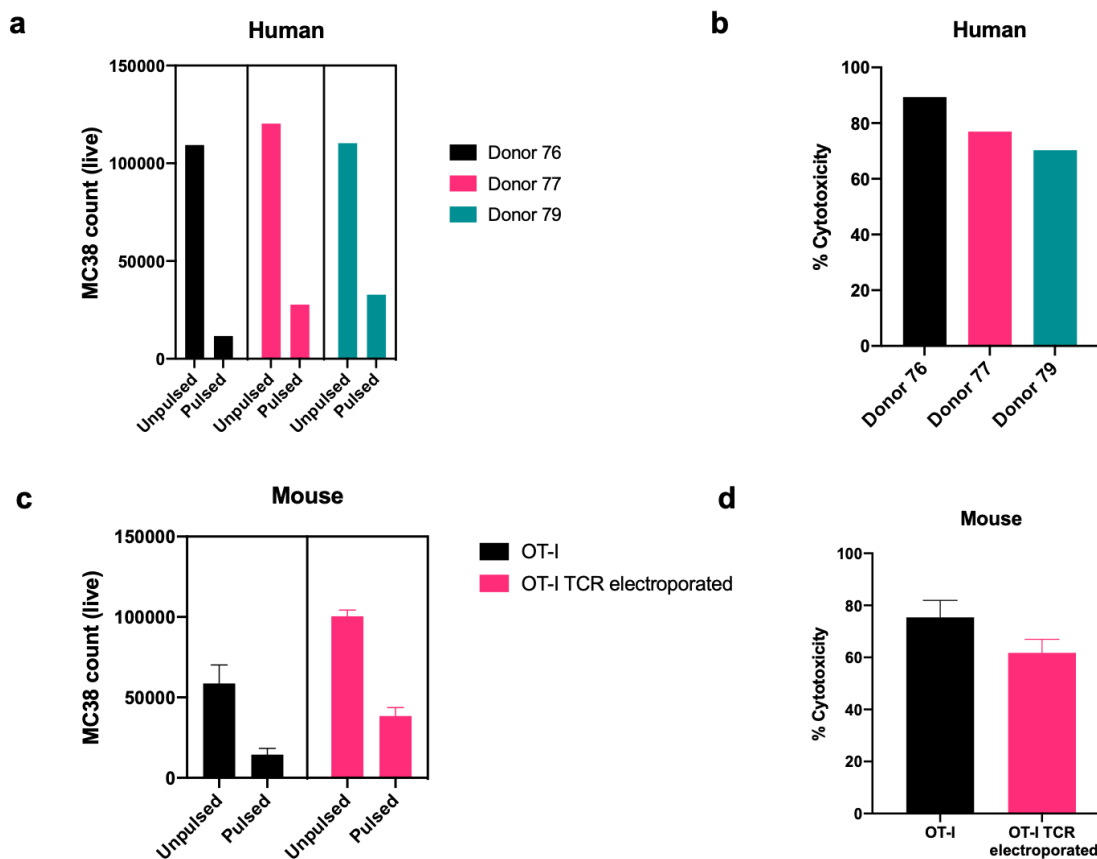 a
Human
MC38 count (live)
150000
100000
50000
0
Unpulsed
Pulsed
Unpulsed
Pulsed
Unpulsed
Pulsed
Donor 76
Donor 77
Donor 79
b
Human
% Cytotoxicity
100
80
60
40
20
0
Donor 76
Donor 77
Donor 79
c
Mouse
MC38 count (live)
150000
100000
50000
0
Unpulsed
Pulsed
Unpulsed
Pulsed
OT-I
OT-I TCR electroporated
d
Mouse
% Cytotoxicity
100
80
60
40
20
0
OT-I
OT-I TCR
electroporated